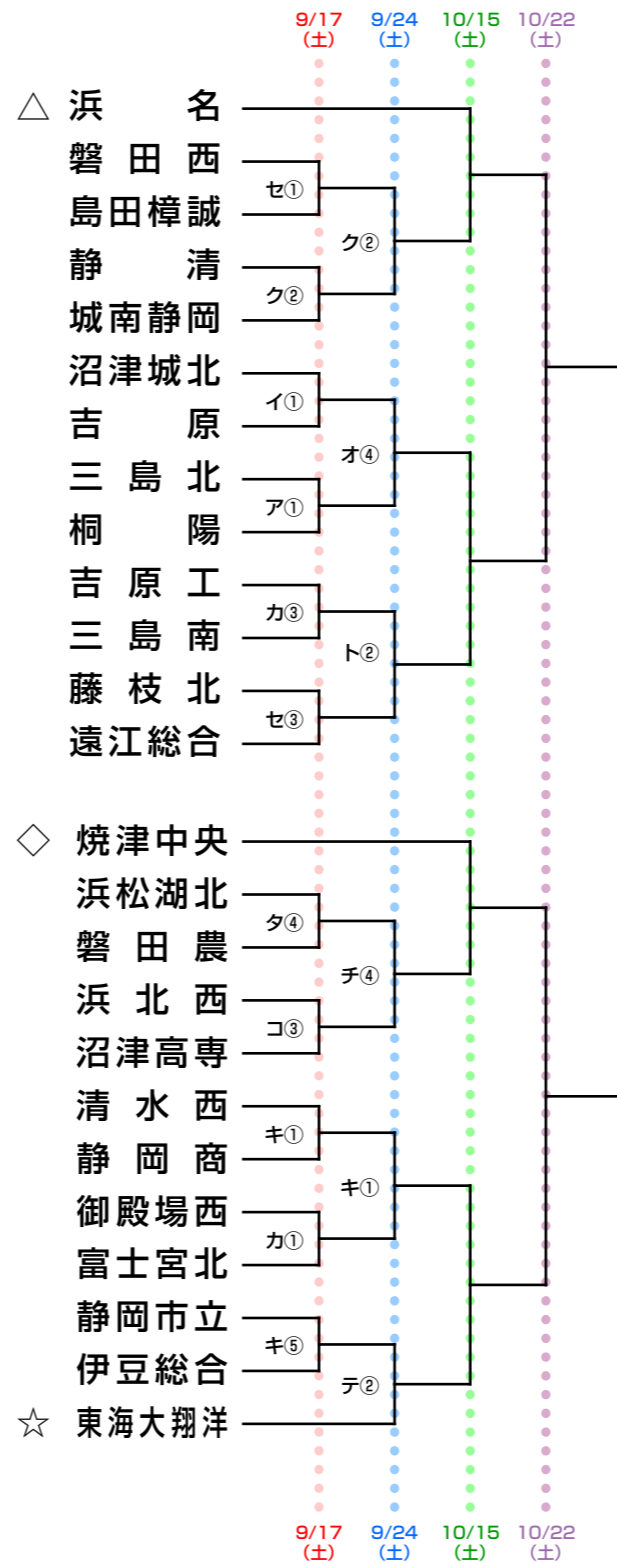 9/17 9/24 10/15 10/22
(土) (土) (土) (土)
△ 浜名
磐田西
セ①
島田樟誠
ク②
静清
ク②
城南静岡
沼津城北
イ①
吉原
オ④
三島北
ア①
桐陽
吉原工
カ③
三島南
ト②
藤枝北
セ③
遠江総合
◇ 焼津中央
浜松湖北
タ④
磐田農
チ④
浜北西
コ③
沼津高専
清水西
キ①
静岡商
キ①
御殿場西
カ①
富士宮北
静岡市立
キ⑤
伊豆総合
テ②
☆ 東海大翔洋
9/17 9/24 10/15 10/22
(土) (土) (土) (土)